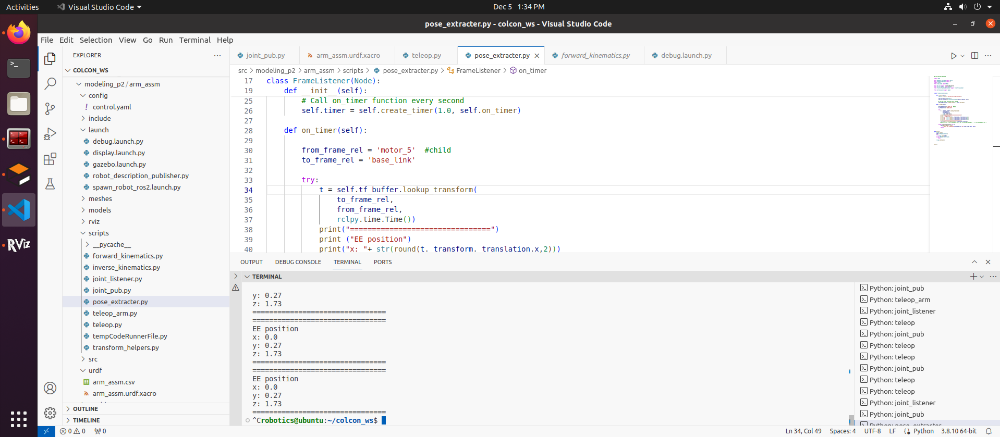 Activities
Visual Studio Code
Dec 5 1:34 PM
pose_extracter.py - colcon_ws - Visual Studio Code
File Edit Selection View Go Run Terminal Help
EXPLORER
COLCON_WS
modeling_p2 / arm_assm
config
! control.yaml
include
launch
debug.launch.py
display.launch.py
gazebo.launch.py
robot_description_publisher.py
spawn_robot_ros2.launch.py
meshes
models
rviz
scripts
__pycache__
forward_kinematics.py
inverse_kinematics.py
joint_listener.py
joint_pub.py
pose_extracter.py
teleop_arm.py
teleop.py
tempCodeRunnerFile.py
transform_helpers.py
src
urdf
arm_assm.csv
arm_assm.urdf.xacro
OUTLINE
TIMELINE
RViz
joint_pub.py
arm_assm.urdf.xacro
teleop.py
pose_extracter.py
forward_kinematics.py
debug.launch.py
src > modeling_p2 > arm_assm > scripts > pose_extracter.py > FrameListener > on_timer
17 class FrameListener(Node):
19     def __init__(self):
25         # Call on_timer function every second
26         self.timer = self.create_timer(1.0, self.on_timer)
27
28     def on_timer(self):
29
30         from_frame_rel = 'motor_5'  #child
31         to_frame_rel = 'base_link'
32
33         try:
34             t = self.tf_buffer.lookup_transform(
35                 to_frame_rel,
36                 from_frame_rel,
37                 rclpy.time.Time())
38             print("================================")
39             print ("EE position")
40             print("x: "+ str(round(t. transform. translation.x,2)))
OUTPUT DEBUG CONSOLE TERMINAL PORTS
TERMINAL
y: 0.27
z: 1.73
================================
================================
EE position
x: 0.0
y: 0.27
z: 1.73
================================
================================
EE position
x: 0.0
y: 0.27
z: 1.73
================================
^Crobotics@ubuntu:~/colcon_ws$
Python: joint_pub
Python: teleop_arm
Python: joint_listener
Python: teleop
Python: joint_pub
Python: teleop
Python: teleop
Python: joint_pub
Python: teleop
Python: teleop
Python: joint_listener
Python: joint_pub
Python: pose_extracter
0 0 0
Ln 34, Col 49 Spaces: 4 UTF-8 LF Python 3.8.10 64-bit